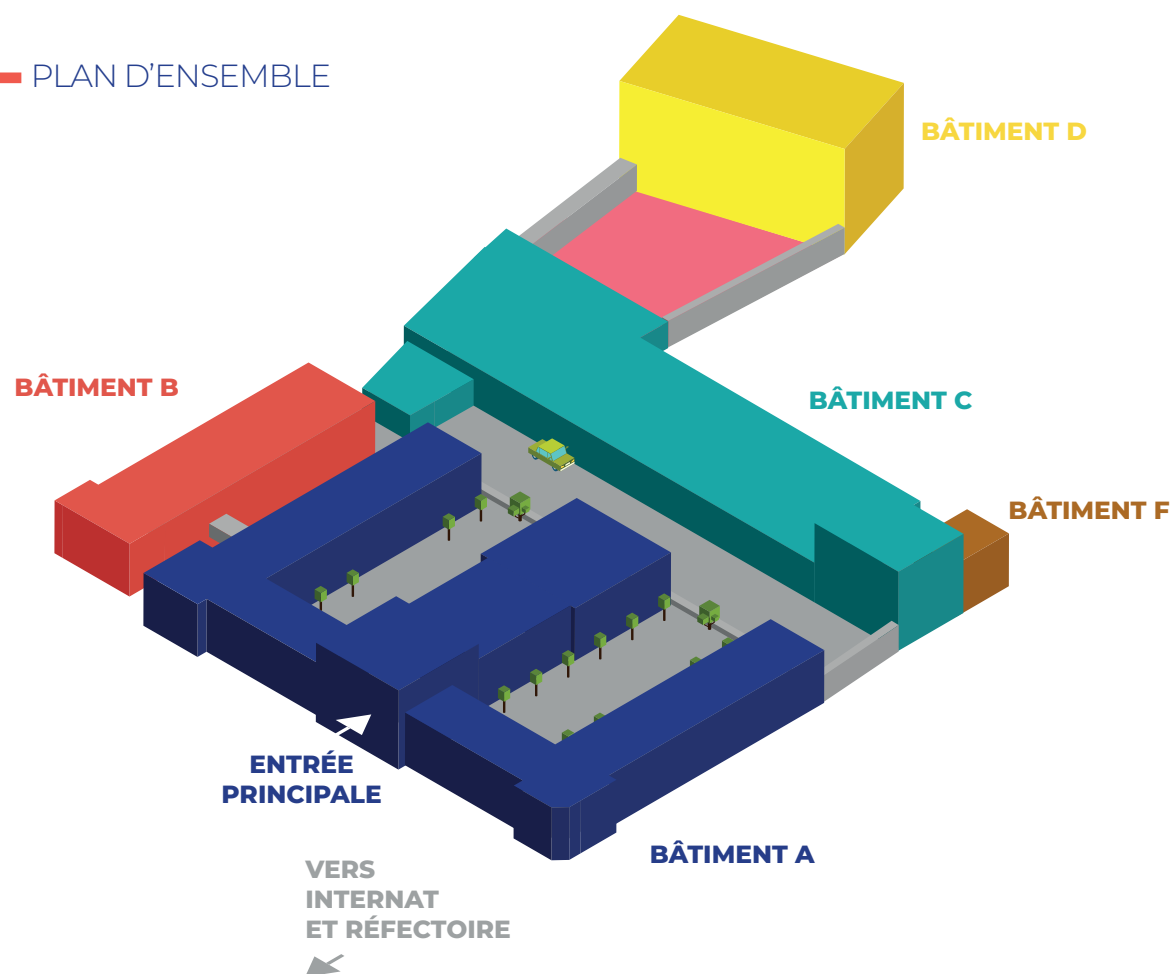 PLAN D'ENSEMBLE
BÂTIMENT D
BÂTIMENT B
BÂTIMENT C
BÂTIMENT F
ENTRÉE
PRINCIPALE
BÂTIMENT A
VERS
INTERNAT
ET RÉFECTOIRE